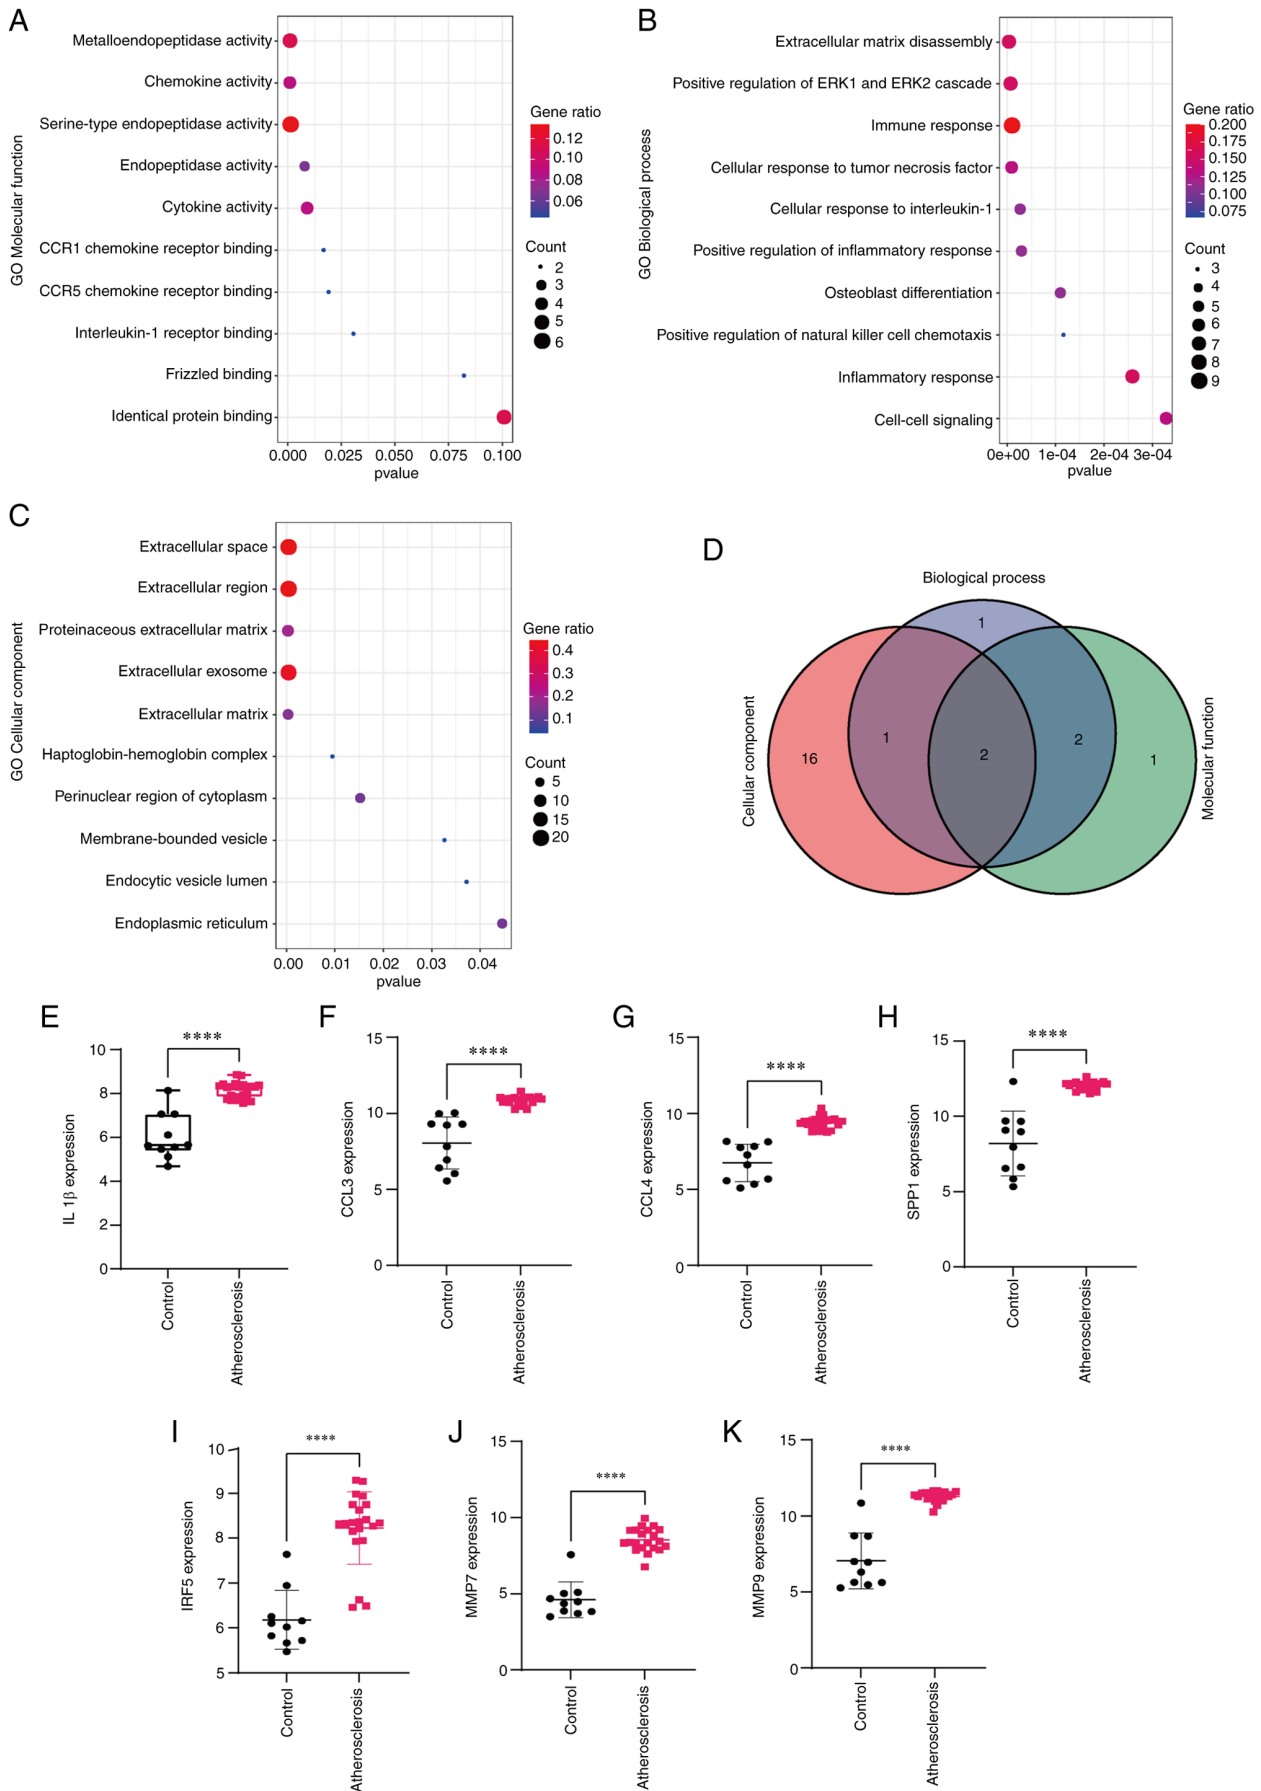 A
GO Molecular function
Metalloendopeptidase activity
Chemokine activity
Serine-type endopeptidase activity
Endopeptidase activity
Cytokine activity
CCR1 chemokine receptor binding
CCR5 chemokine receptor binding
Interleukin-1 receptor binding
Frizzled binding
Identical protein binding
0.000 0.025 0.050 0.075 0.100
pvalue
Gene ratio
0.12
0.10
0.08
0.06
Count
2
3
4
5
6
B
GO Biological process
Extracellular matrix disassembly
Positive regulation of ERK1 and ERK2 cascade
Immune response
Cellular response to tumor necrosis factor
Cellular response to interleukin-1
Positive regulation of inflammatory response
Osteoblast differentiation
Positive regulation of natural killer cell chemotaxis
Inflammatory response
Cell-cell signaling
0e+00 1e-04 2e-04 3e-04
pvalue
Gene ratio
0.200
0.175
0.150
0.125
0.100
0.075
Count
3
4
5
6
7
8
9
C
GO Cellular component
Extracellular space
Extracellular region
Proteinaceous extracellular matrix
Extracellular exosome
Extracellular matrix
Haptoglobin-hemoglobin complex
Perinuclear region of cytoplasm
Membrane-bounded vesicle
Endocytic vesicle lumen
Endoplasmic reticulum
0.00 0.01 0.02 0.03 0.04
pvalue
Gene ratio
0.4
0.3
0.2
0.1
Count
5
10
15
20
D
Biological process
Cellular component
Molecular function
1
16
1
2
2
1
E
IL 1β expression
10
8
6
4
2
0
****
Control
Atherosclerosis
F
CCL3 expression
15
10
5
0
****
Control
Atherosclerosis
G
CCL4 expression
15
10
5
0
****
Control
Atherosclerosis
H
SPP1 expression
15
10
5
0
****
Control
Atherosclerosis
I
IRF5 expression
10
9
8
7
6
5
****
Control
Atherosclerosis
J
MMP7 expression
15
10
5
0
****
Control
Atherosclerosis
K
MMP9 expression
15
10
5
0
****
Control
Atherosclerosis